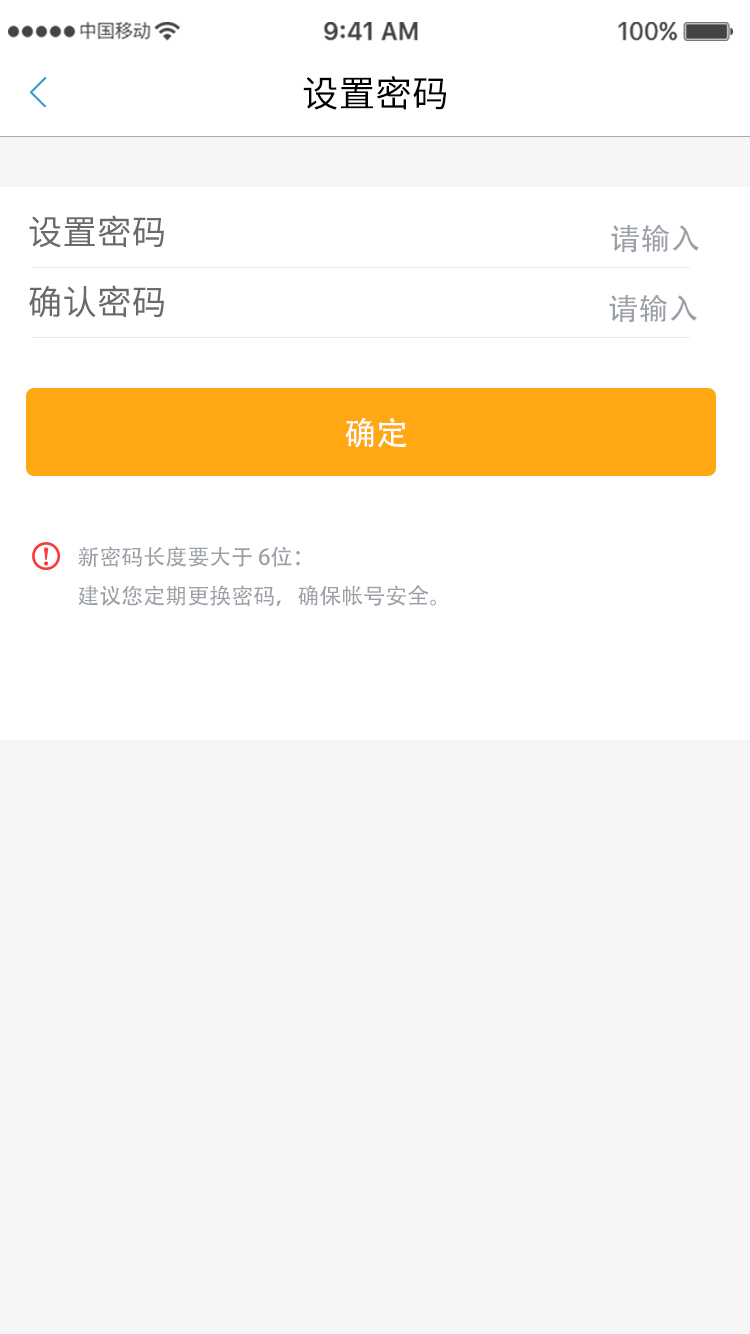 中国移动 9:41 AM 100%
设置密码
设置密码 请输入
确认密码 请输入
确定
新密码长度要大于 6位：
建议您定期更换密码，确保帐号安全。